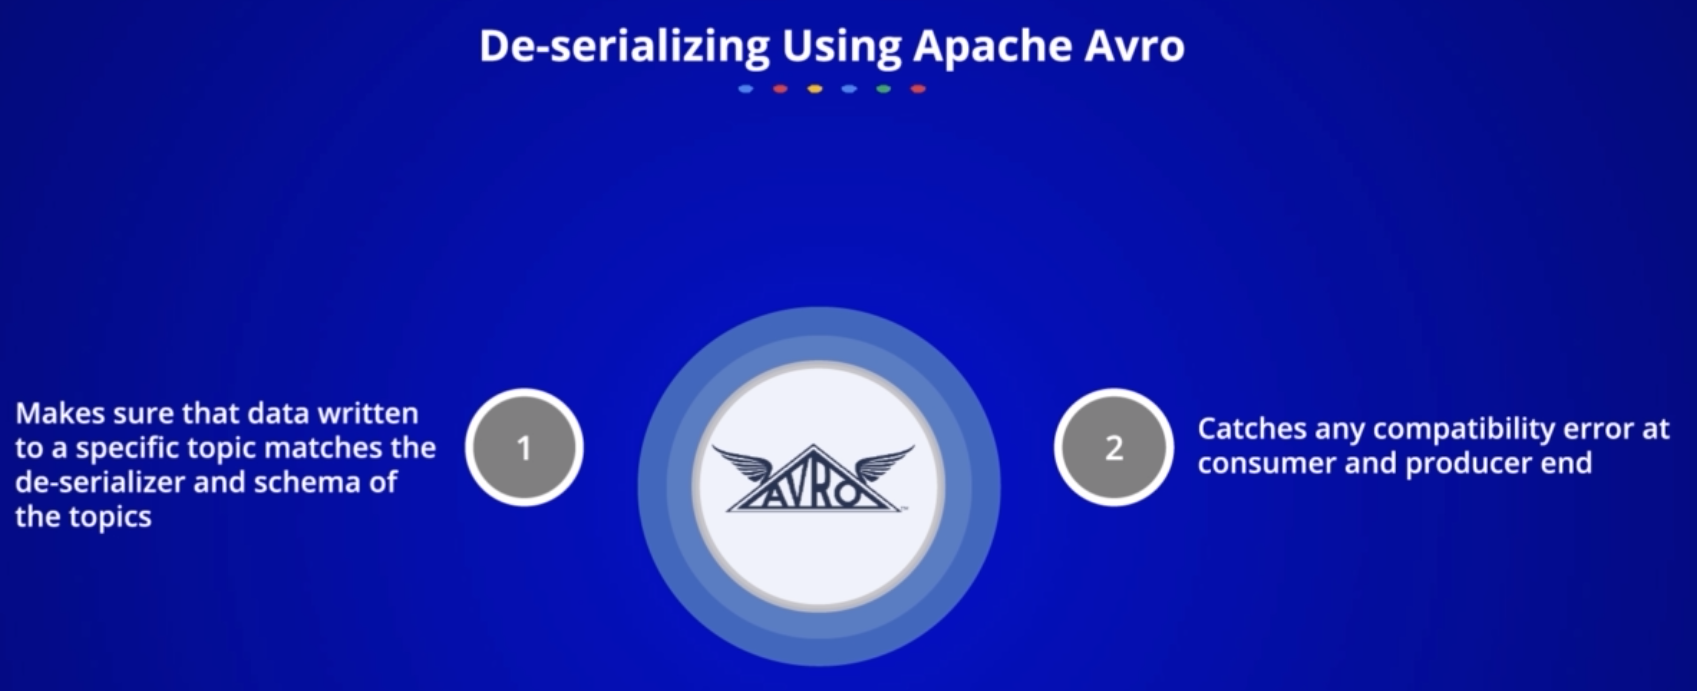 De-serializing Using Apache Avro
Makes sure that data written
to a specific topic matches the
de-serializer and schema of
the topics
1
AVRO
2
Catches any compatibility error at
consumer and producer end